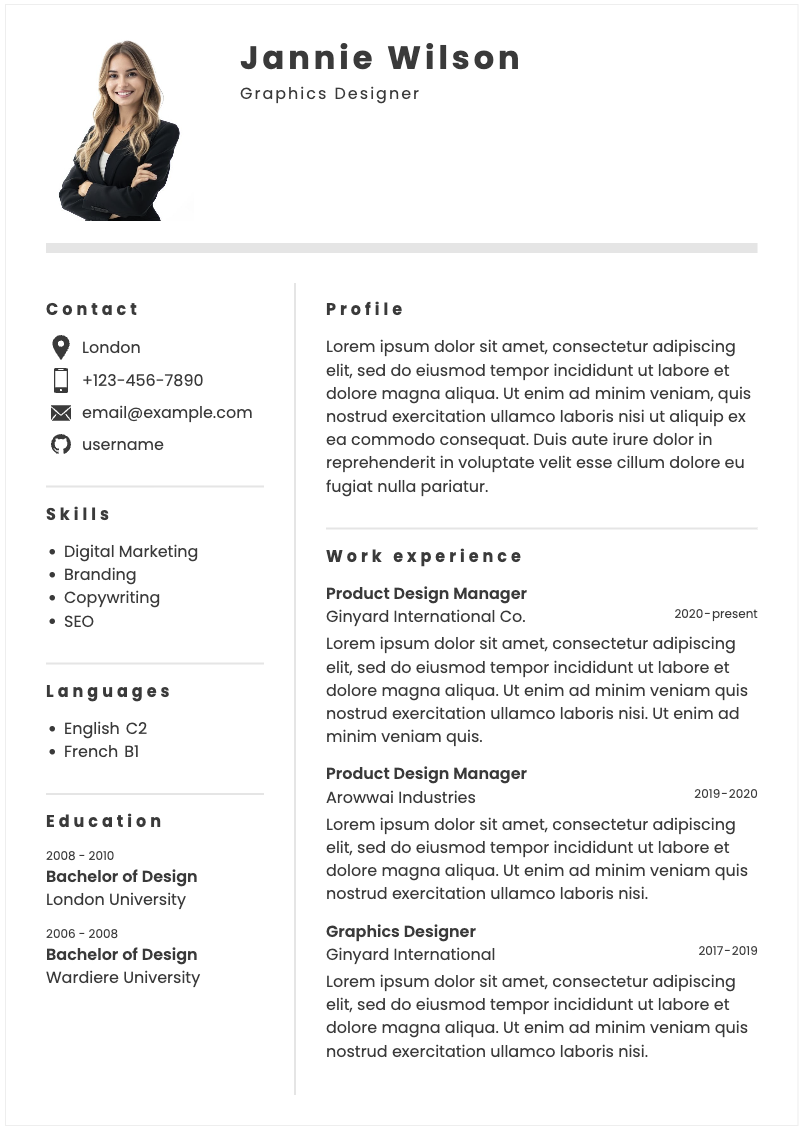 Jannie Wilson
Graphics Designer
Contact
London
+123-456-7890
email@example.com
username
Skills
• Digital Marketing
• Branding
• Copywriting
• SEO
Languages
• English C2
• French B1
Education
2008 - 2010
Bachelor of Design
London University
2006 - 2008
Bachelor of Design
Wardiere University
Profile
Lorem ipsum dolor sit amet, consectetur adipiscing
elit, sed do eiusmod tempor incididunt ut labore et
dolore magna aliqua. Ut enim ad minim veniam, quis
nostrud exercitation ullamco laboris nisi ut aliquip ex
ea commodo consequat. Duis aute irure dolor in
reprehenderit in voluptate velit esse cillum dolore eu
fugiat nulla pariatur.
Work experience
Product Design Manager
Ginyard International Co. 2020-present
Lorem ipsum dolor sit amet, consectetur adipiscing
elit, sed do eiusmod tempor incididunt ut labore et
dolore magna aliqua. Ut enim ad minim veniam quis
nostrud exercitation ullamco laboris nisi. Ut enim ad
minim veniam quis.
Product Design Manager
Arowwai Industries 2019-2020
Lorem ipsum dolor sit amet, consectetur adipiscing
elit, sed do eiusmod tempor incididunt ut labore et
dolore magna aliqua. Ut enim ad minim veniam quis
nostrud exercitation ullamco laboris nisi.
Graphics Designer
Ginyard International 2017-2019
Lorem ipsum dolor sit amet, consectetur adipiscing
elit, sed do eiusmod tempor incididunt ut labore et
dolore magna aliqua. Ut enim ad minim veniam quis
nostrud exercitation ullamco laboris nisi.